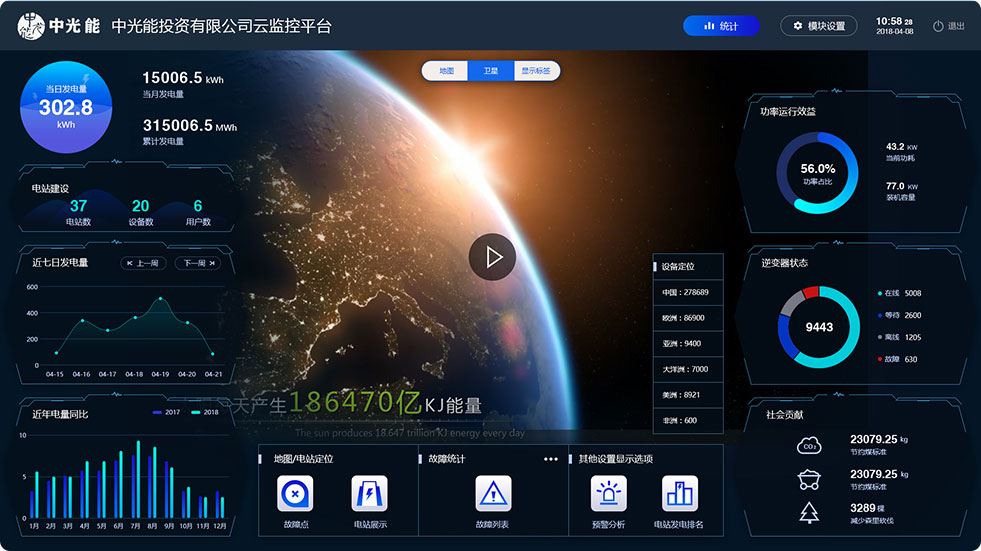 中光能 中光能投资有限公司云监控平台
统计
模块设置
10:58 28
2018-04-08
退出
当日发电量
302.8
kWh
15006.5 kWh
当月发电量
315006.5 MWh
累计发电量
地图 卫星 显示标签
电站建设
37 20 6
电站数 设备数 用户数
近七日发电量 上一周 下一周
600
400
200
0
04-15 04-16 04-17 04-18 04-19 04-20 04-21
近年电量同比 2017 2018
10
5
0
1月 2月 3月 4月 5月 6月 7月 8月 9月 10月 11月 12月
天产生186470亿KJ能量
The sun produces 18.647 trillion KJ energy every day
设备定位
中国：278689
欧洲：86900
亚洲：9400
大洋洲：7000
美洲：8921
非洲：600
地图/电站定位
故障点 电站展示
故障统计
故障列表
其他设置显示选项
预警分析 电站发电排名
功率运行效益
56.0%
功率占比
43.2 KW
当前功耗
77.0 KW
装机容量
逆变器状态
9443
在线 5008
等待 2600
离线 1205
故障 630
社会贡献
CO2
23079.25 kg
节约煤标准
23079.25 kg
节约煤标准
3289 棵
减少森里砍伐